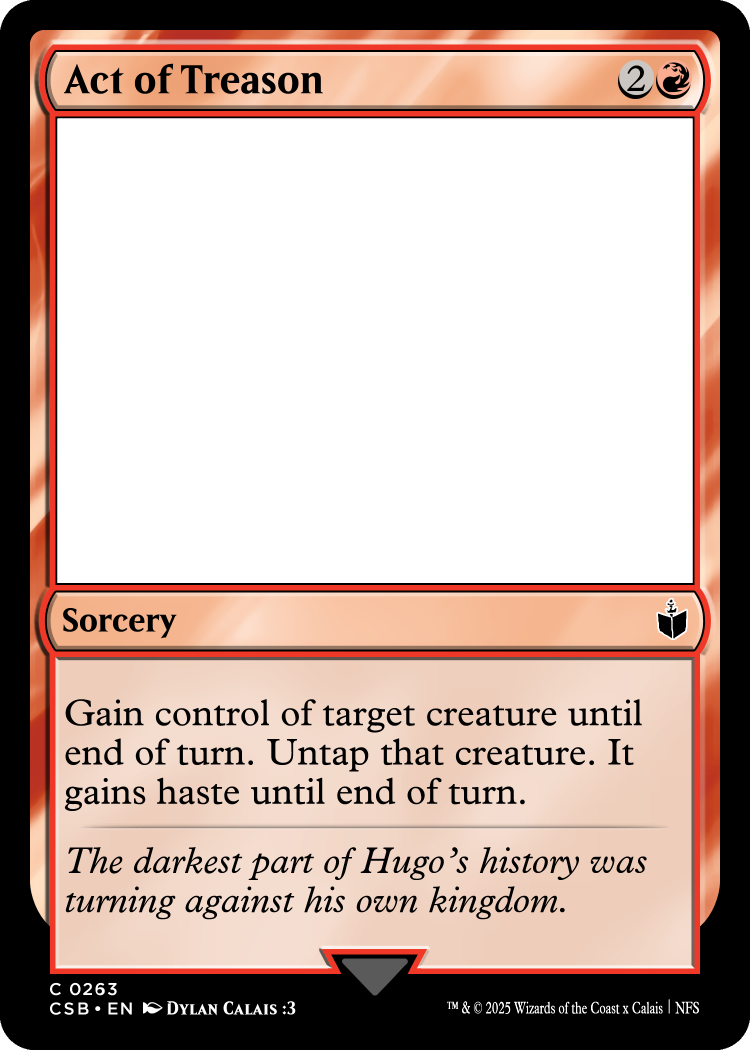 Act of Treason 2
Sorcery
Gain control of target creature until
end of turn. Untap that creature. It
gains haste until end of turn.
The darkest part of Hugo's history was
turning against his own kingdom.
C 0263
CSB • EN Dylan Calais :3
™ & © 2025 Wizards of the Coast x Calais | NFS